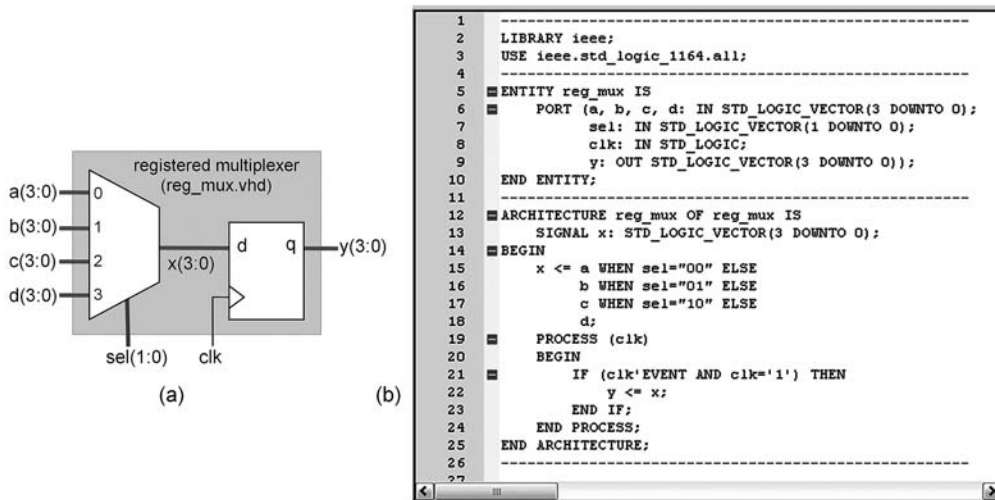 registered multiplexer
(reg_mux.vhd)
a(3:0)
0
b(3:0)
1
c(3:0)
2
d(3:0)
3
x(3:0)
d
q
y(3:0)
sel(1:0)
clk
(a)
(b)
1 ----------------------------------------------------
2 LIBRARY ieee;
3 USE ieee.std_logic_1164.all;
4 ----------------------------------------------------
5 ENTITY reg_mux IS
6 PORT (a, b, c, d: IN STD_LOGIC_VECTOR(3 DOWNTO 0);
7 sel: IN STD_LOGIC_VECTOR(1 DOWNTO 0);
8 clk: IN STD_LOGIC;
9 y: OUT STD_LOGIC_VECTOR(3 DOWNTO 0));
10 END ENTITY;
11 ----------------------------------------------------
12 ARCHITECTURE reg_mux OF reg_mux IS
13 SIGNAL x: STD_LOGIC_VECTOR(3 DOWNTO 0);
14 BEGIN
15 x <= a WHEN sel="00" ELSE
16 b WHEN sel="01" ELSE
17 c WHEN sel="10" ELSE
18 d;
19 PROCESS (clk)
20 BEGIN
21 IF (clk'EVENT AND clk='1') THEN
22 y <= x;
23 END IF;
24 END PROCESS;
25 END ARCHITECTURE;
26 ----------------------------------------------------
27